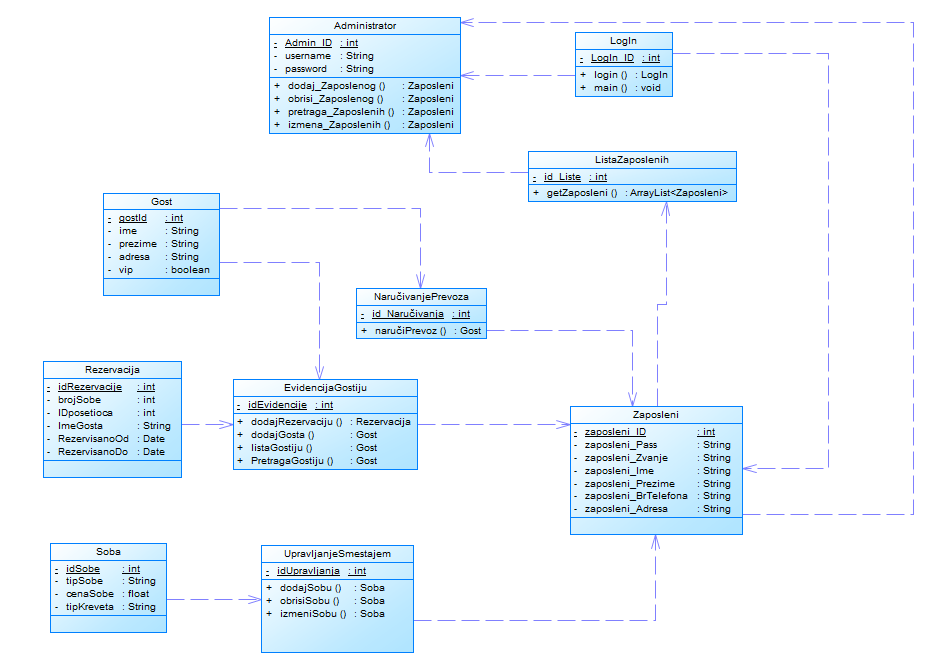 Administrator
- Admin_ID : int
- username : String
- password : String
+ dodaj_Zaposlenog () : Zaposleni
+ obrisi_Zaposlenog () : Zaposleni
+ pretraga_Zaposlenih () : Zaposleni
+ izmena_Zaposlenih () : Zaposleni
LogIn
- LogIn_ID : int
+ login () : LogIn
+ main () : void
ListaZaposlenih
- id_Liste : int
+ getZaposleni () : ArrayList<Zaposleni>
Gost
- gostId : int
- ime : String
- prezime : String
- adresa : String
- vip : boolean
NaručivanjePrevoza
- id_Naručivanja : int
+ naručiPrevoz () : Gost
Rezervacija
- idRezervacije : int
- brojSobe : int
- IDposetioca : int
- ImeGosta : String
- RezervisanoOd : Date
- RezervisanoDo : Date
EvidencijaGostiju
- idEvidencije : int
+ dodajRezervaciju () : Rezervacija
+ dodajGosta () : Gost
+ listaGostiju () : Gost
+ PretragaGostiju () : Gost
Zaposleni
- zaposleni_ID : int
- zaposleni_Pass : String
- zaposleni_Zvanje : String
- zaposleni_Ime : String
- zaposleni_Prezime : String
- zaposleni_BrTelefona : String
- zaposleni_Adresa : String
Soba
- idSobe : int
- tipSobe : String
- cenaSobe : float
- tipKreveta : String
UpravljanjeSmestajem
- idUpravljanja : int
+ dodajSobu () : Soba
+ obrisiSobu () : Soba
+ izmeniSobu () : Soba